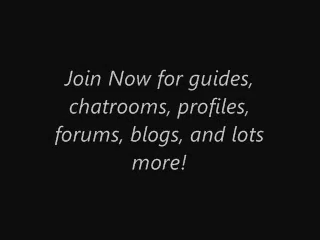 Join Now for guides,
chatrooms, profiles,
forums, blogs, and lots
more!